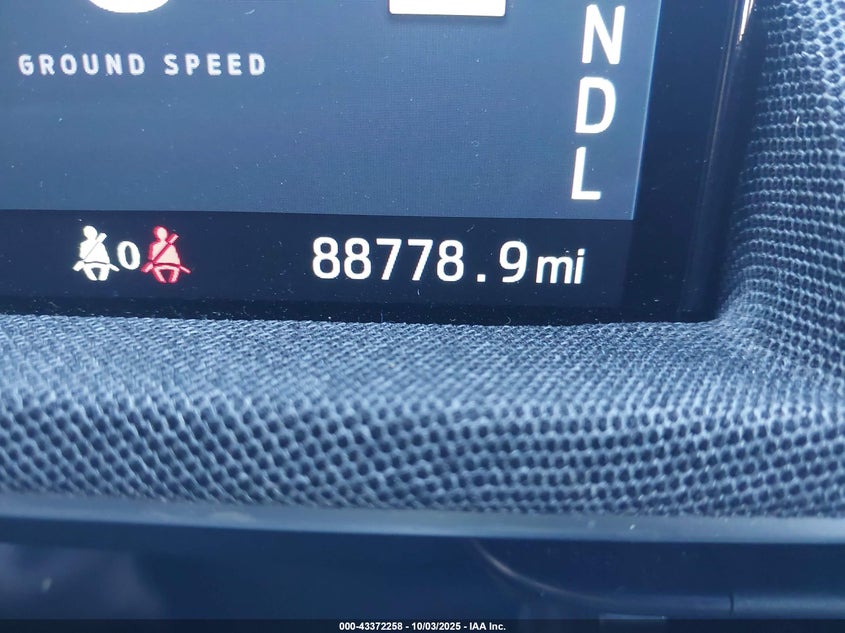 GROUND SPEED
N
D
L
0
88778.9mi
000-43372258 - 10/03/2025 - IAA Inc.